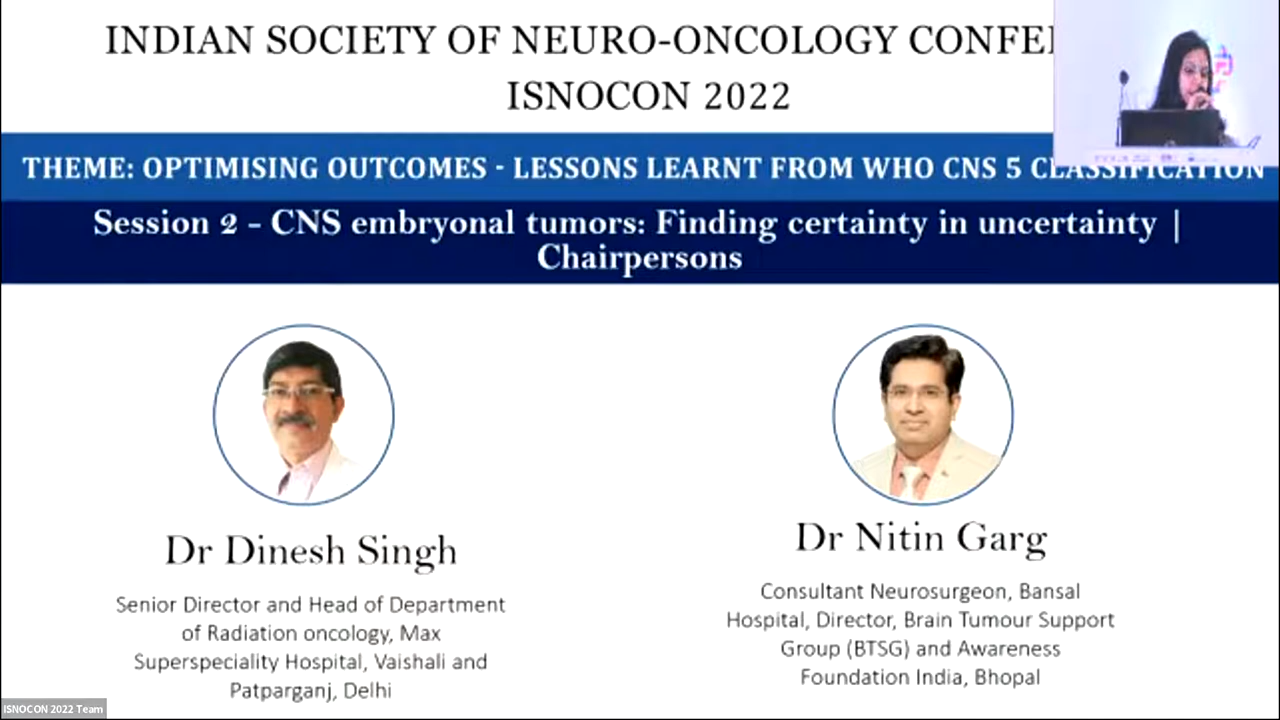 INDIAN SOCIETY OF NEURO-ONCOLOGY
ISNOCON 2022
THEME: OPTIMISING OUTCOMES - LESSONS LEARNT FROM WHO CNS 5 CLASSIFICATION
Session 2 - CNS embryonal tumors: Finding certainty in uncertainty |
Chairpersons
Dr Dinesh Singh
Senior Director and Head of Department
of Radiation oncology, Max
Superspeciality Hospital, Vaishali and
Patparganj, Delhi
Dr Nitin Garg
Consultant Neurosurgeon, Bansal
Hospital, Director, Brain Tumour Support
Group (BTSG) and Awareness
Foundation India, Bhopal
ISNOCON 2022 Team